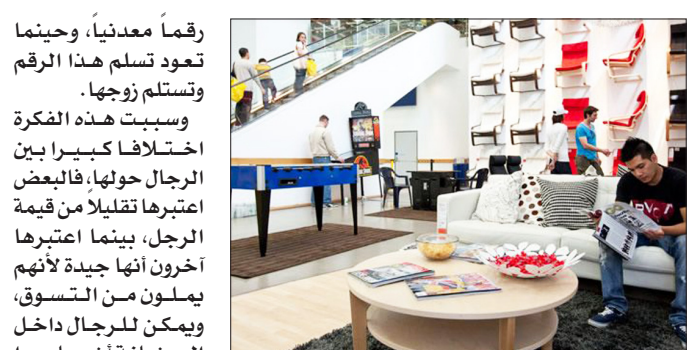 رقماً معدنياً، وحينما
تعود تسلم هذا الرقم
وتستلم زوجها.
وسببت هذه الفكرة
اختلافا كبيرا بين
الرجال حولها، فالبعض
اعتبرها تقليلاً من قيمة
الرجل، بينما اعتبرها
آخرون أنها جيدة لأنهم
يملون من التسوق،
ويمكن للرجال داخل